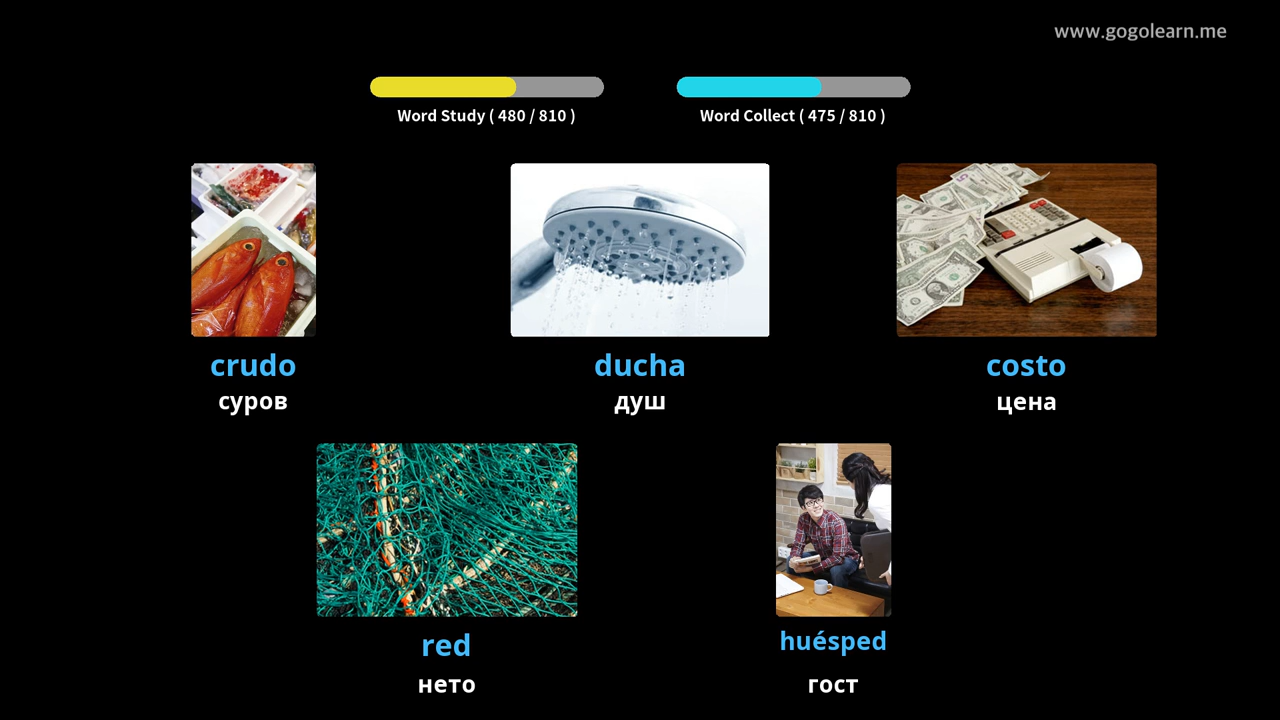 www.gogolearn.me
Word Study ( 480 / 810 )
Word Collect ( 475 / 810 )
crudo
суров
ducha
душ
costo
цена
red
нето
huésped
гост